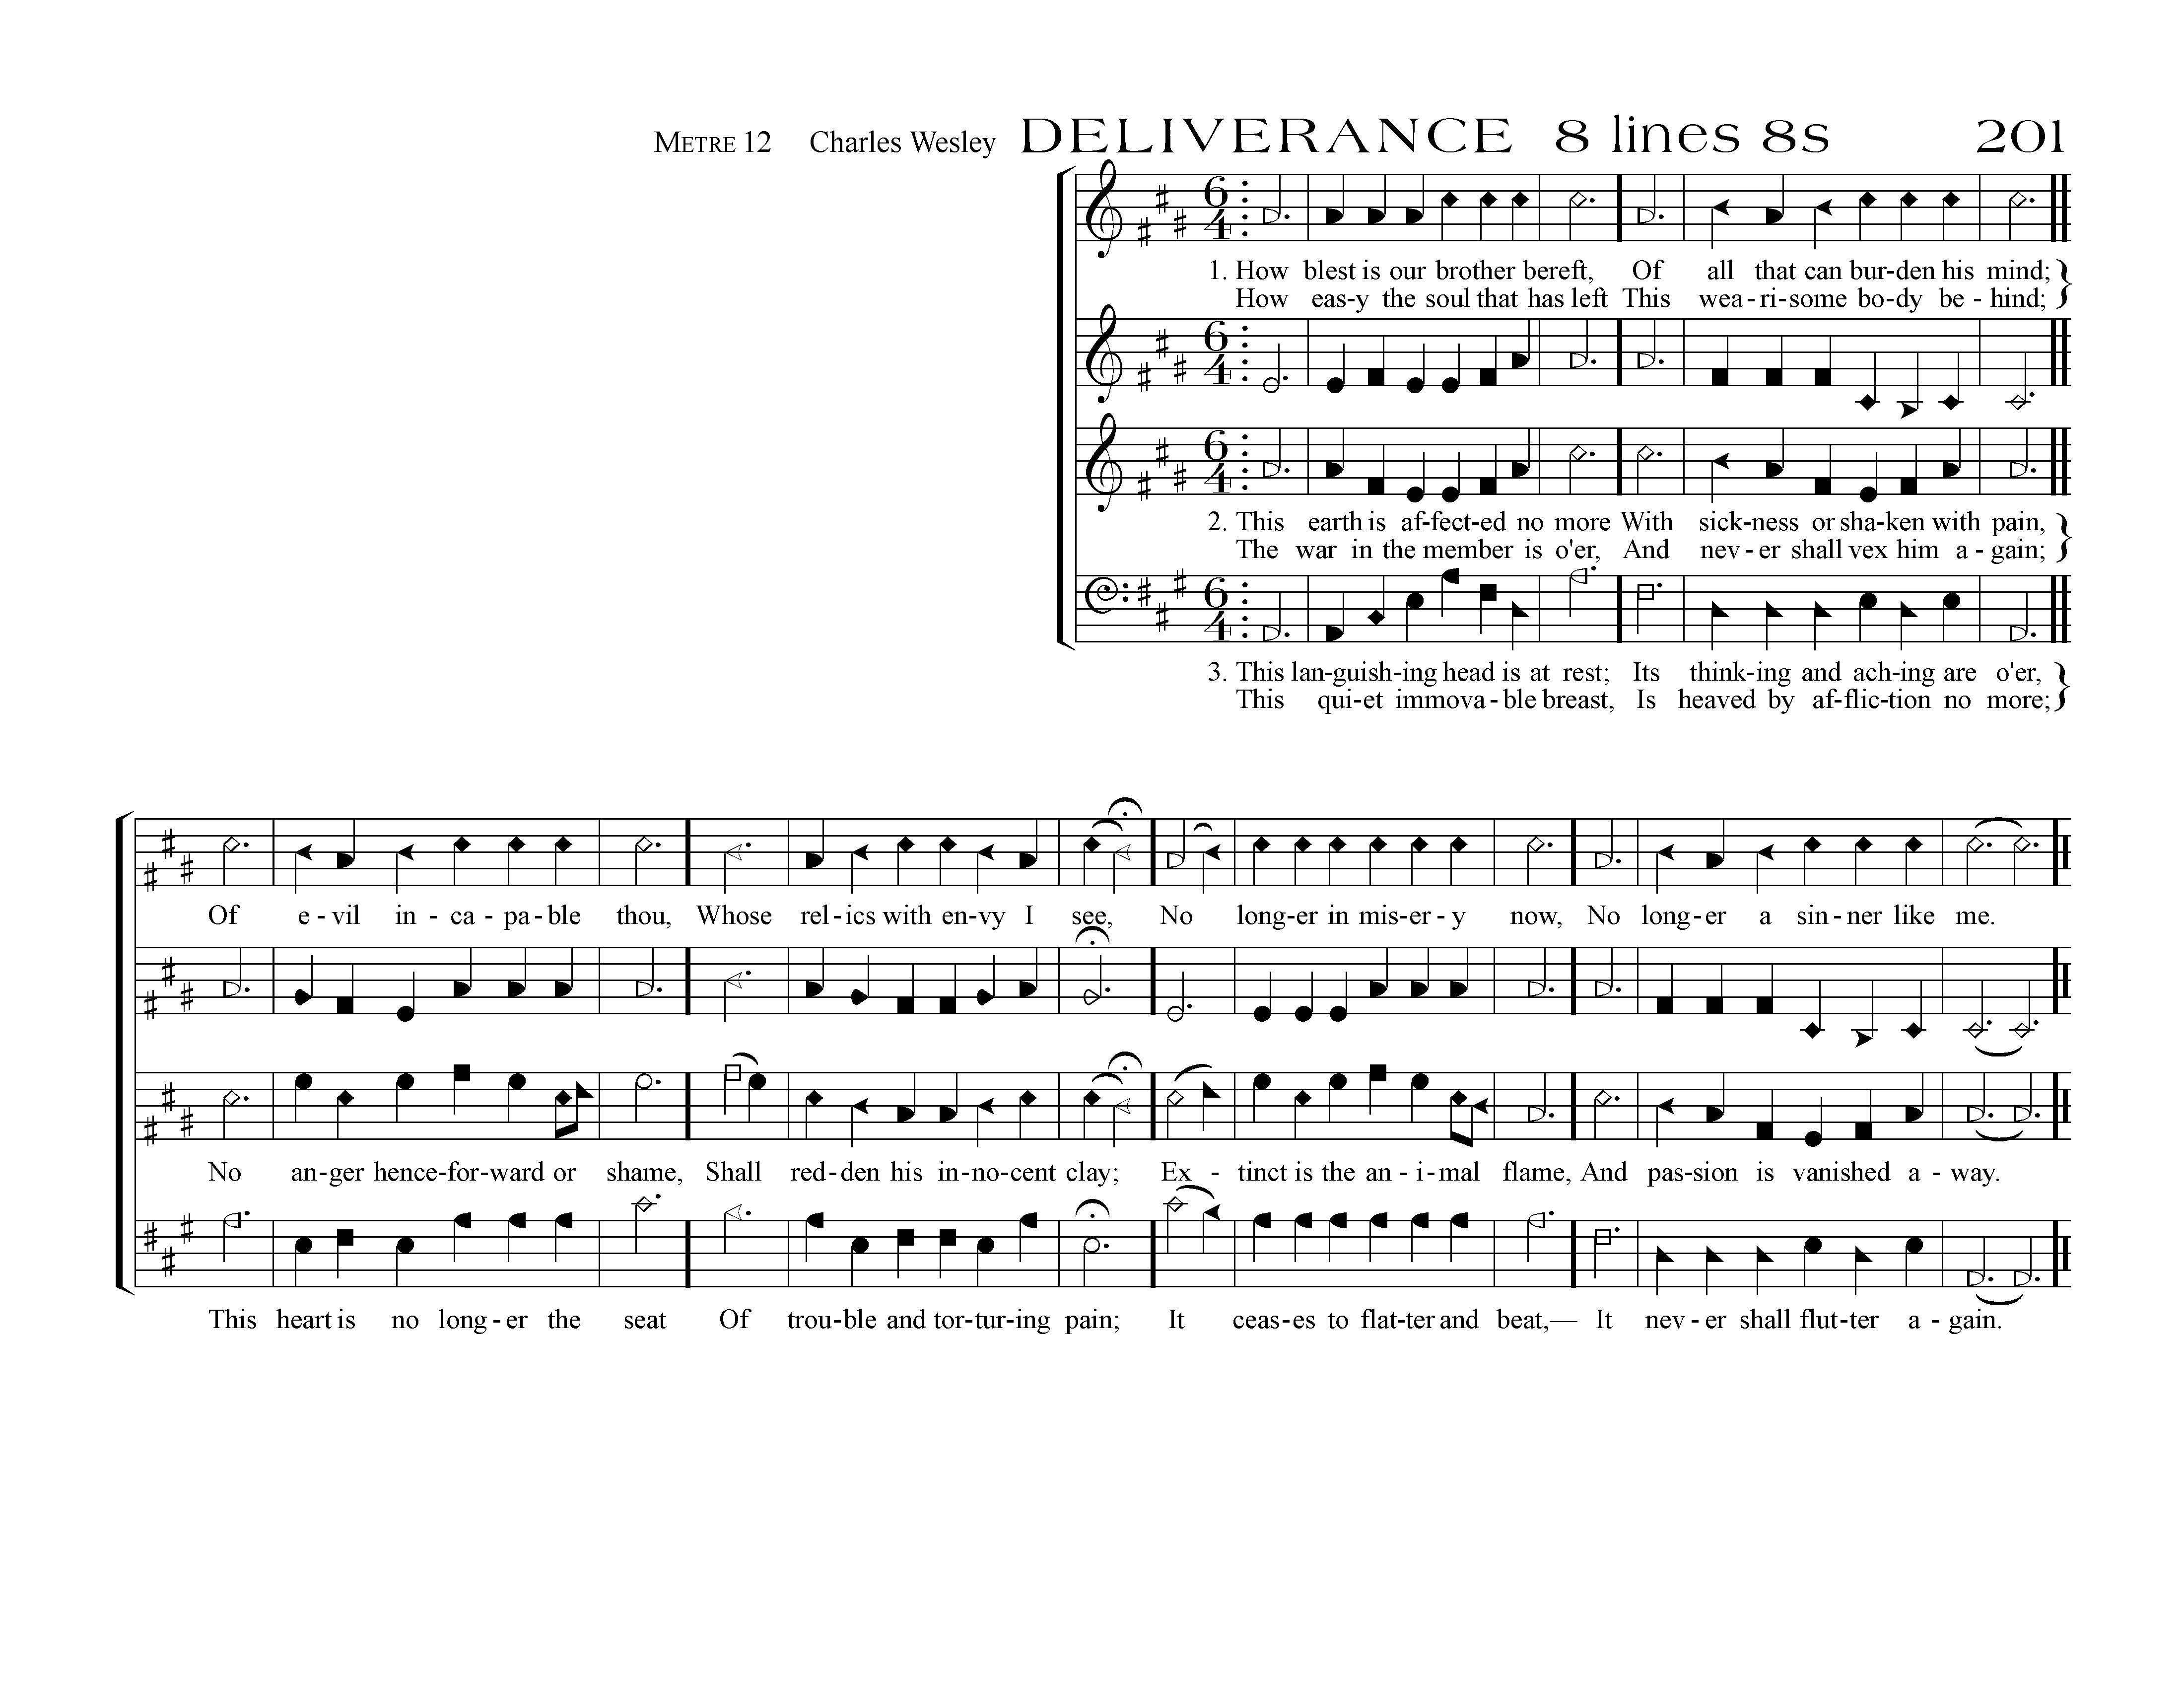 METRE 12 Charles Wesley DELIVERANCE 8 lines 8s 201
6 4
1. How blest is our brother bereft, Of all that can bur-den his mind;
How eas-y the soul that has left This wea-ri-some bo-dy be-hind;
6 4
6 4
2. This earth is af-fect-ed no more With sick-ness or sha-ken with pain,
The war in the member is o'er, And nev-er shall vex him a-gain;
6 4
3. This lan-guish-ing head is at rest; Its think-ing and ach-ing are o'er,
This qui-et immova-ble breast, Is heaved by af-flic-tion no more;
Of e-vil in-ca-pa-ble thou, Whose rel-ics with en-vy I see, No long-er in mis-er-y now, No long-er a sin-ner like me.
No an-ger hence-for-ward or shame, Shall red-den his in-no-cent clay; Ex-tinct is the an-i-mal flame, And pas-sion is vanished a-way.
This heart is no long-er the seat Of trou-ble and tor-tur-ing pain; It ceas-es to flat-ter and beat,— It nev-er shall flut-ter a-gain.